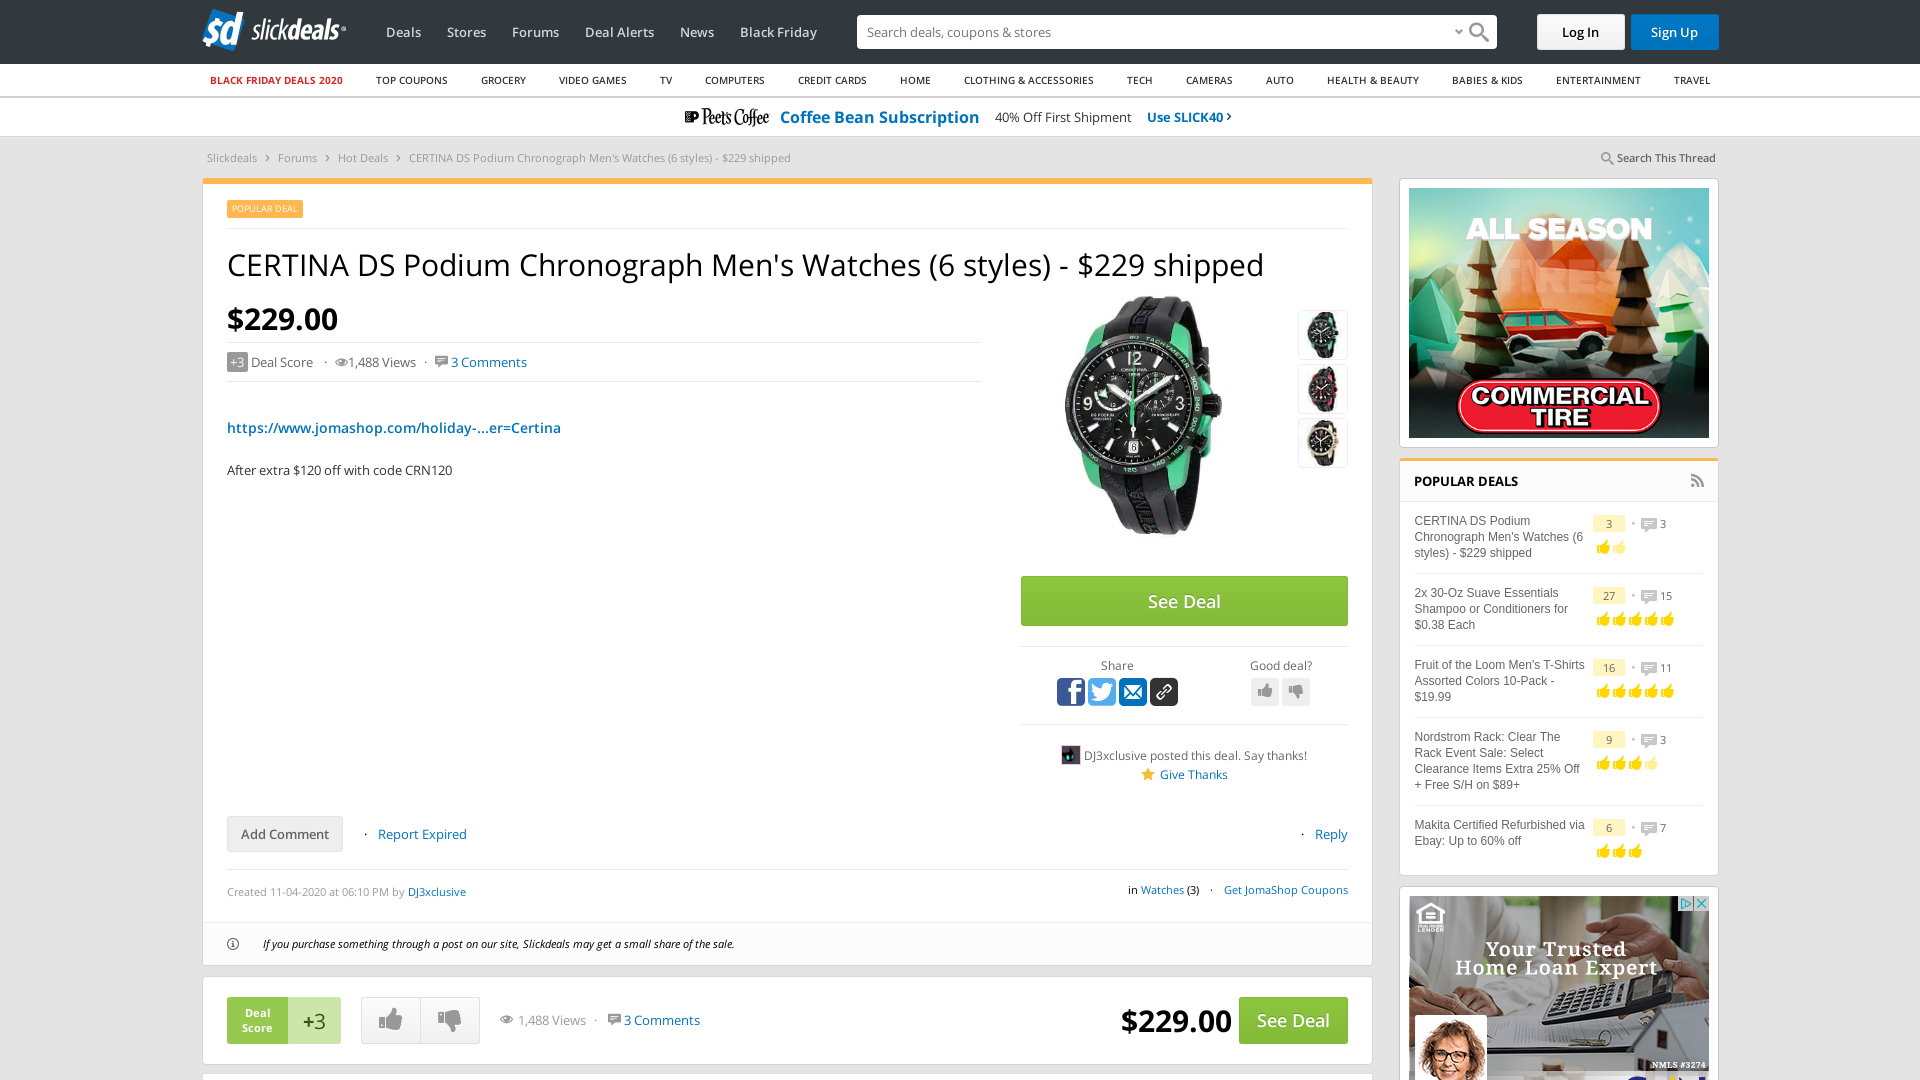 slickdeals
Deals
Stores
Forums
Deal Alerts
News
Black Friday
Search deals, coupons & stores
Log In
Sign Up
BLACK FRIDAY DEALS 2020
TOP COUPONS
GROCERY
VIDEO GAMES
TV
COMPUTERS
CREDIT CARDS
HOME
CLOTHING & ACCESSORIES
TECH
CAMERAS
AUTO
HEALTH & BEAUTY
BABIES & KIDS
ENTERTAINMENT
TRAVEL
Peet's Coffee Coffee Bean Subscription 40% Off First Shipment Use SLICK40 ›
Slickdeals › Forums › Hot Deals › CERTINA DS Podium Chronograph Men's Watches (6 styles) - $229 shipped
Search This Thread
POPULAR DEAL
CERTINA DS Podium Chronograph Men's Watches (6 styles) - $229 shipped
$229.00
+3 Deal Score · 1,488 Views · 3 Comments
https://www.jomashop.com/holiday-...er=Certina
After extra $120 off with code CRN120
See Deal
Share
Good deal?
DJ3xclusive posted this deal. Say thanks!
Give Thanks
Add Comment · Report Expired
· Reply
Created 11-04-2020 at 06:10 PM by DJ3xclusive
in Watches (3) · Get JomaShop Coupons
If you purchase something through a post on our site, Slickdeals may get a small share of the sale.
Deal
Score
+3
1,488 Views · 3 Comments
$229.00
See Deal
ALL SEASON
TIRES
COMMERCIAL
TIRE
POPULAR DEALS
CERTINA DS Podium
Chronograph Men's Watches (6
styles) - $229 shipped
3 • 3
2x 30-Oz Suave Essentials
Shampoo or Conditioners for
$0.38 Each
27 • 15
Fruit of the Loom Men's T-Shirts
Assorted Colors 10-Pack -
$19.99
16 • 11
Nordstrom Rack: Clear The
Rack Event Sale: Select
Clearance Items Extra 25% Off
+ Free S/H on $89+
9 • 3
Makita Certified Refurbished via
Ebay: Up to 60% off
6 • 7
Your Trusted
Home Loan Expert
NMLS #3274